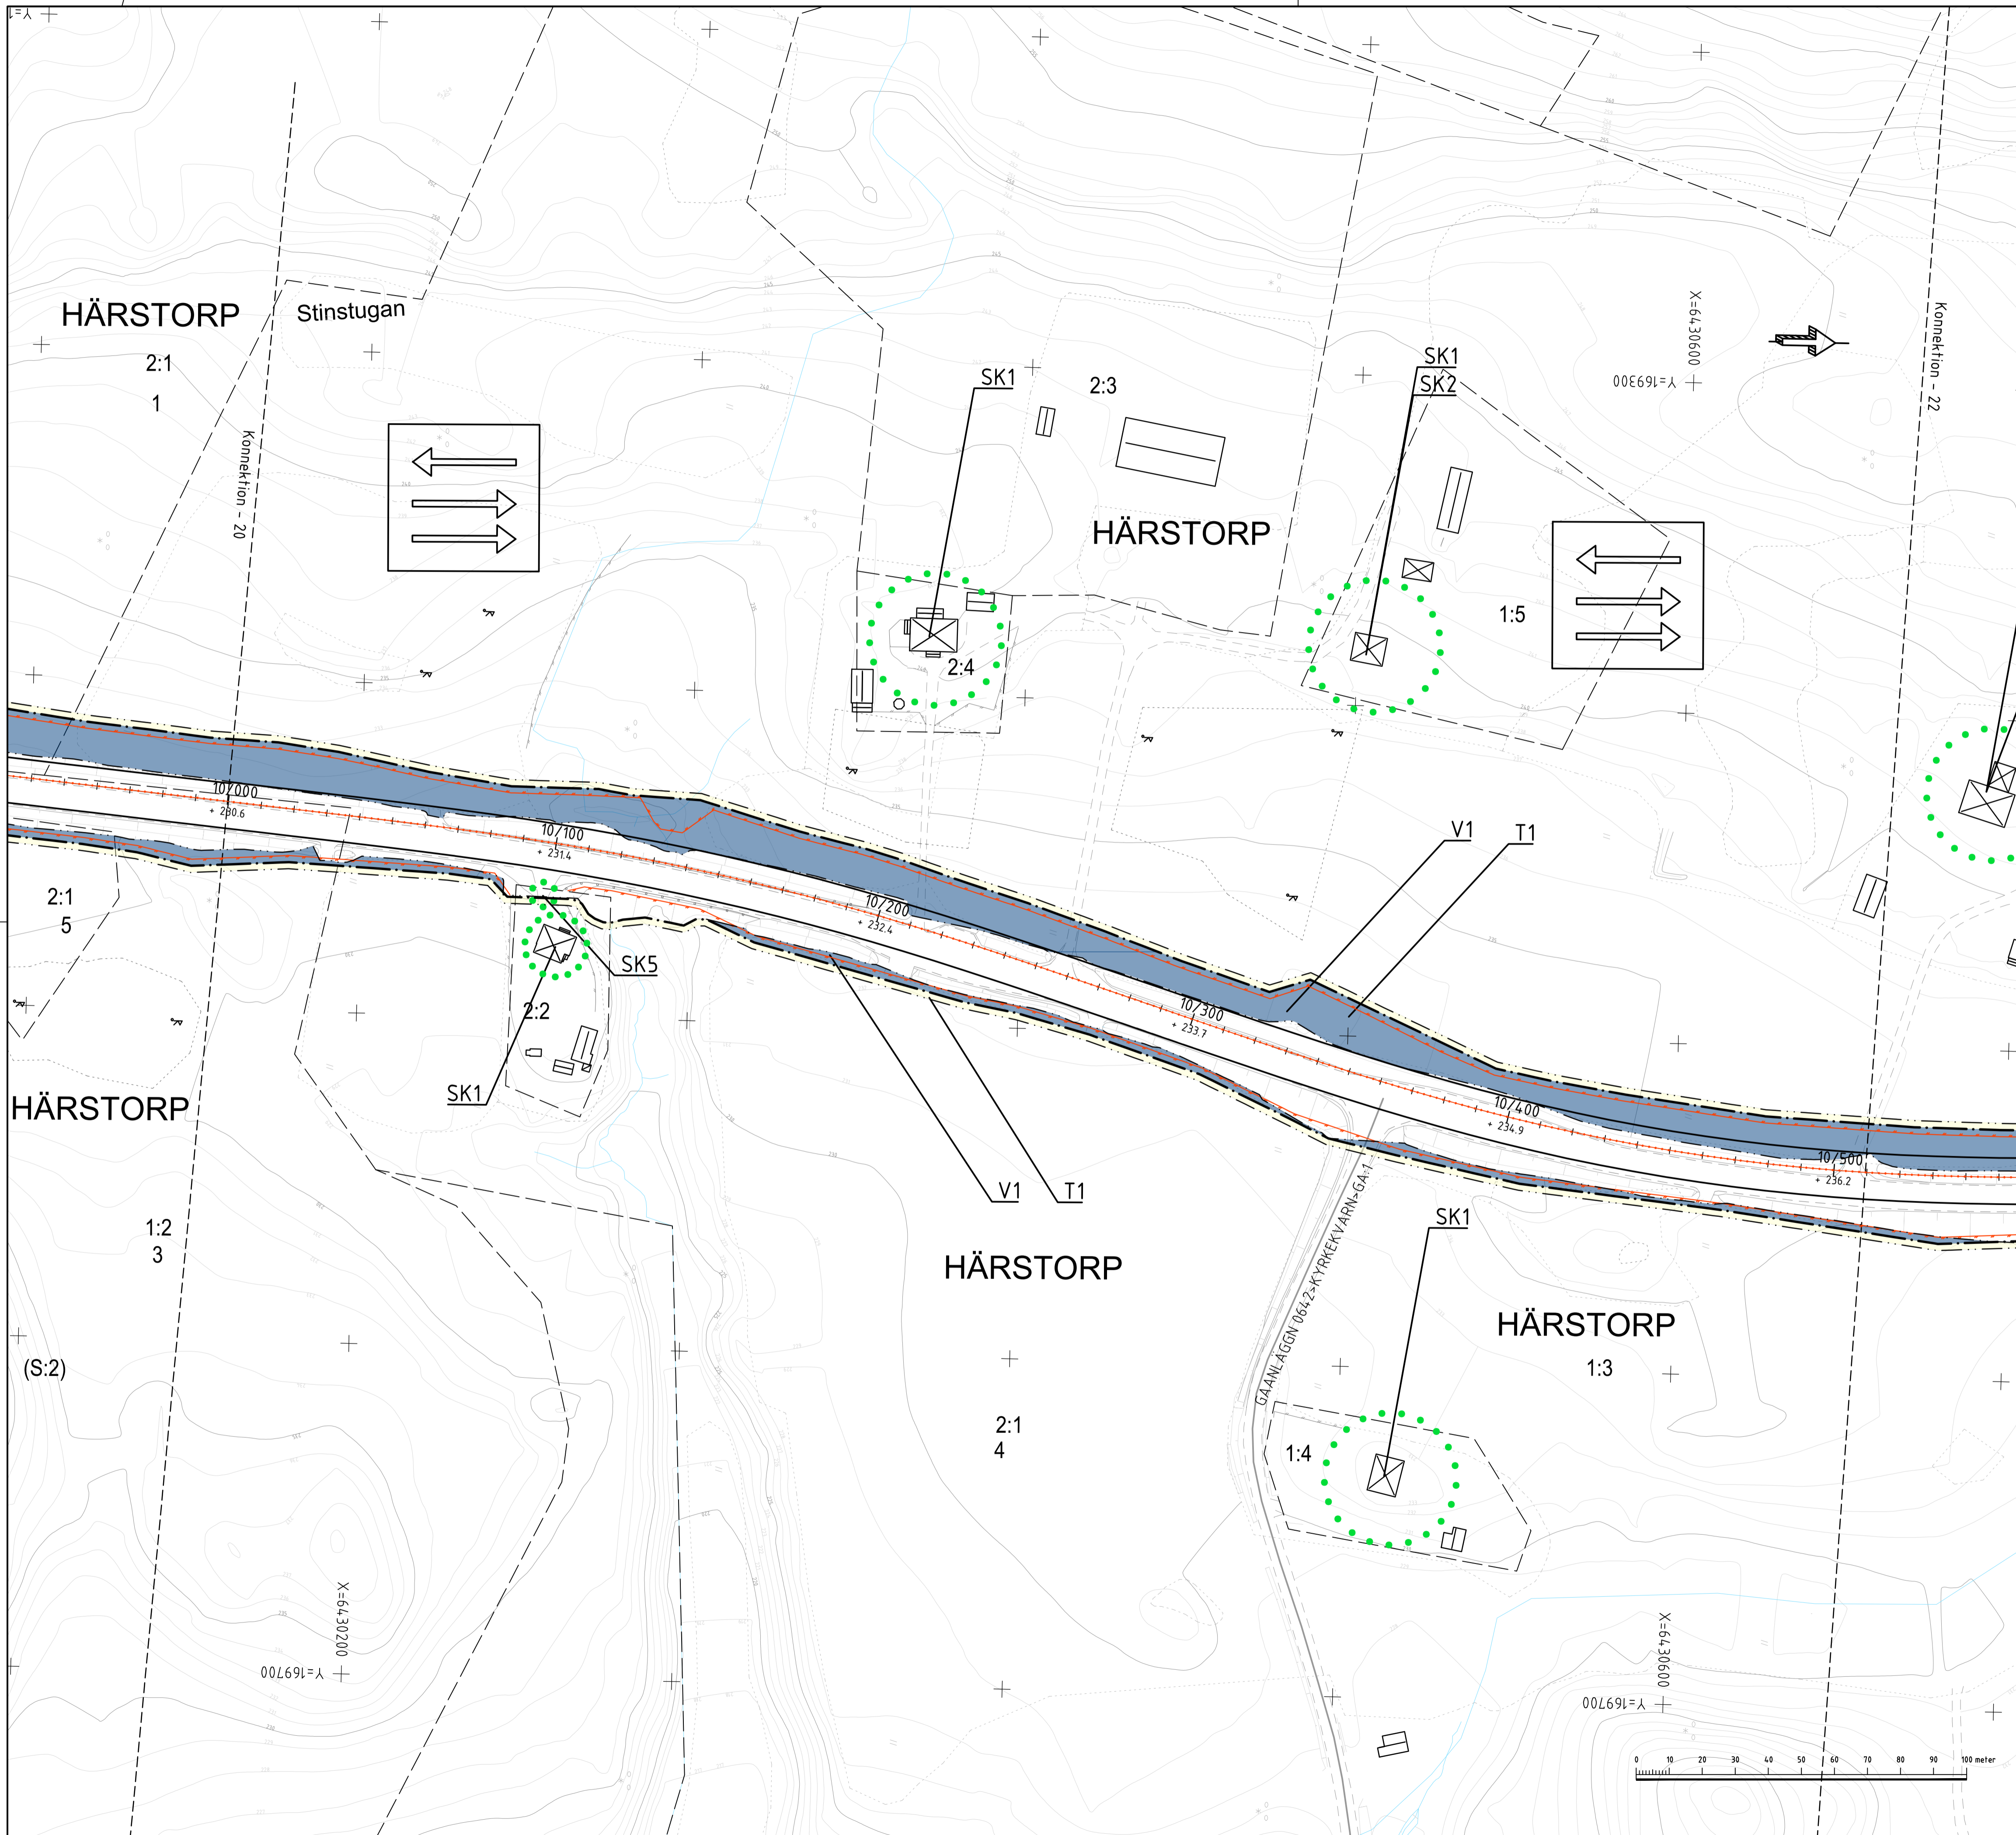 HÄRSTORP
2:1
1
Stinstugan
Konnektion - 20
SK1
2:3
HÄRSTORP
2:4
SK1
SK2
1:5
X=6430600
Y=169300
Konnektion - 22
10/000
+ 230.6
10/100
+ 231.4
10/200
+ 232.4
10/300
+ 233.7
10/400
+ 234.9
10/500
+ 236.2
V1
T1
2:1
5
SK5
2:2
SK1
HÄRSTORP
1:2
3
(S:2)
V1
T1
HÄRSTORP
2:1
4
GAANLÄGGN 0642>KYRKEKVARN>GA:1
SK1
HÄRSTORP
1:3
1:4
X=6430200
Y=169700
X=6430600
Y=169700
0 10 20 30 40 50 60 70 80 90 100 meter